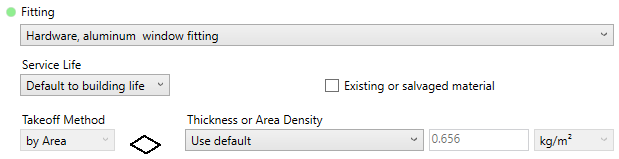 Fitting
Hardware, aluminum  window fitting
Service Life
Default to building life
Existing or salvaged material
Takeoff Method
Thickness or Area Density
by Area
Use default
0.656
kg/m²